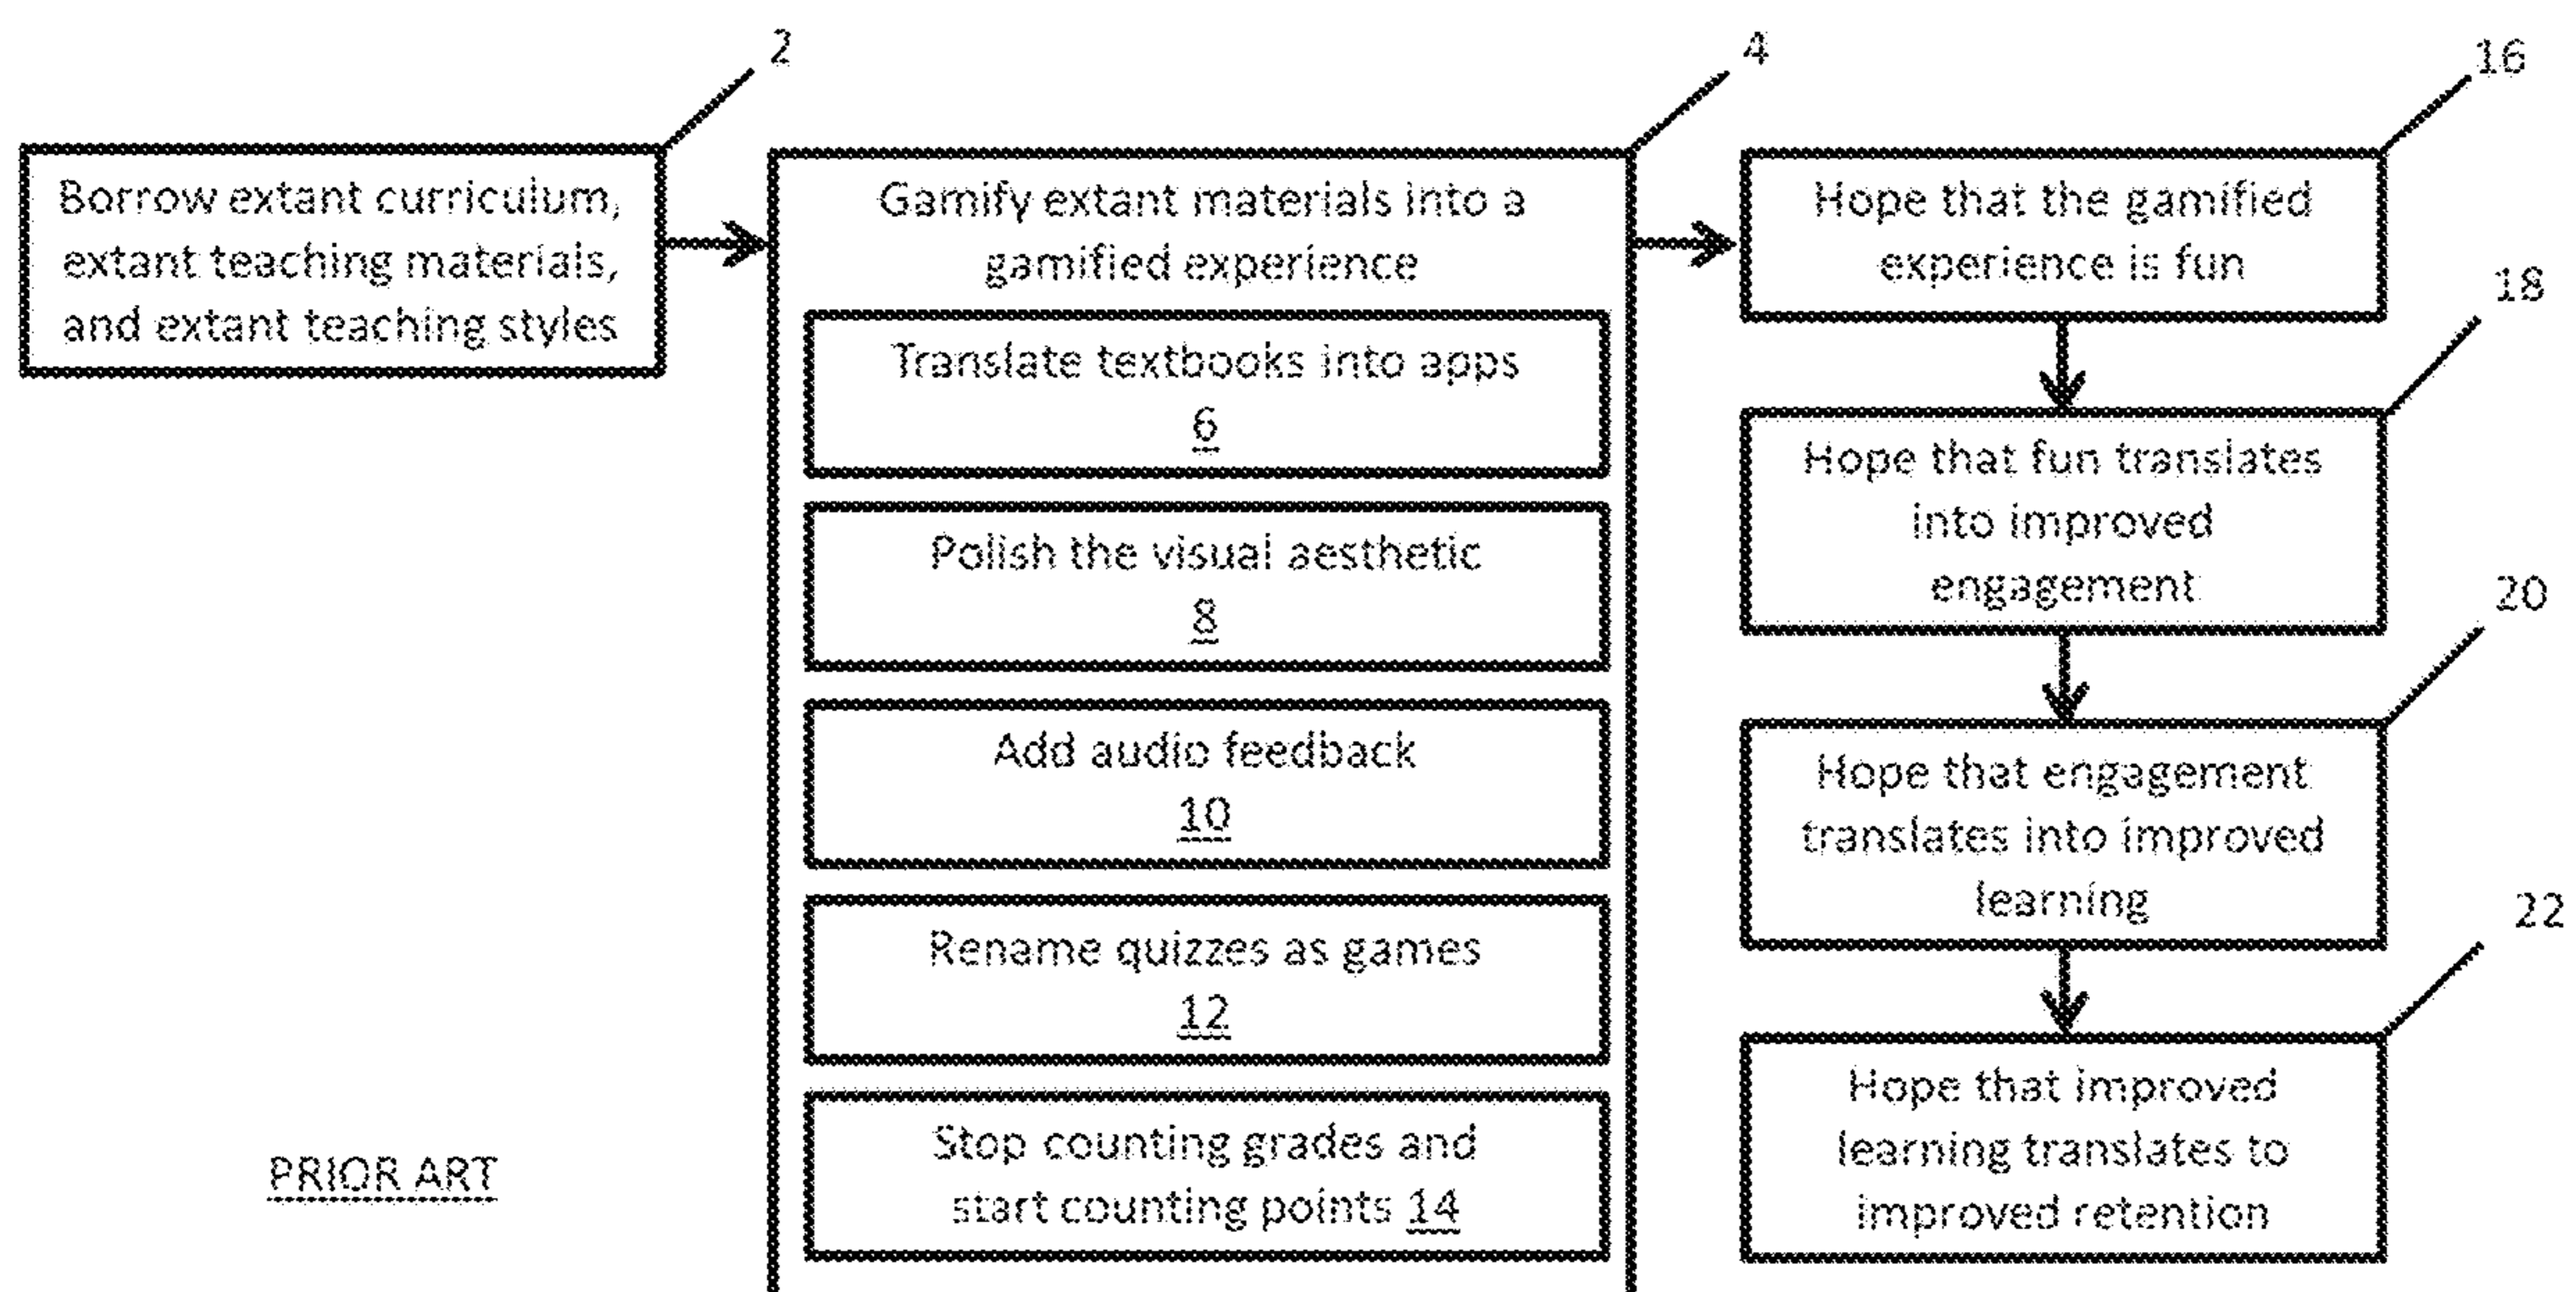 2
Borrow extant curriculum,
extant teaching materials,
and extant teaching styles
4
Gamify extant materials into a
gamified experience
Translate textbooks into apps
6
Polish the visual aesthetic
8
Add audio feedback
10
Rename quizzes as games
12
Stop counting grades and
start counting points 14
16
Hope that the gamified
experience is fun
18
Hope that fun translates
into improved
engagement
20
Hope that engagement
translates into improved
learning
22
Hope that improved
learning translates to
improved retention
PRIOR ART